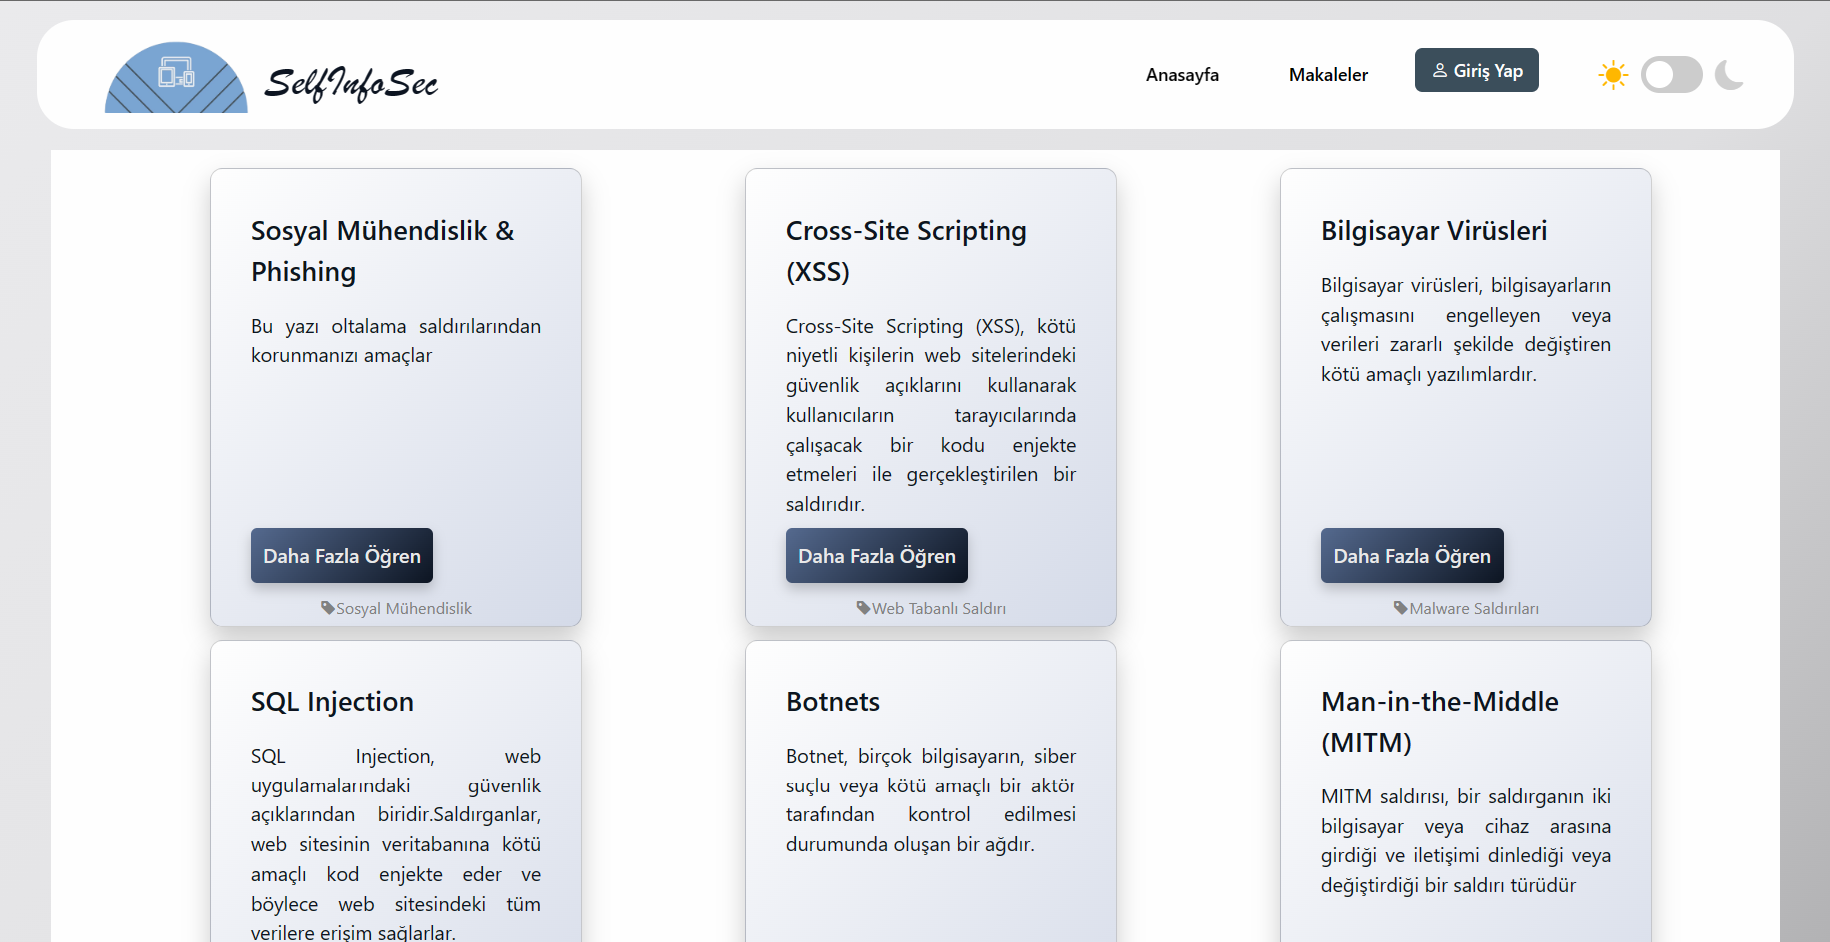 SelfInfoSec
Anasayfa
Makaleler
Giriş Yap
Sosyal Mühendislik &
Phishing
Bu yazı oltalama saldırılarından
korunmanızı amaçlar
Daha Fazla Öğren
Sosyal Mühendislik
Cross-Site Scripting
(XSS)
Cross-Site Scripting (XSS), kötü
niyetli kişilerin web sitelerindeki
güvenlik açıklarını kullanarak
kullanıcıların tarayıcılarında
çalışacak bir kodu enjekte
etmeleri ile gerçekleştirilen bir
saldırıdır.
Daha Fazla Öğren
Web Tabanlı Saldırı
Bilgisayar Virüsleri
Bilgisayar virüsleri, bilgisayarların
çalışmasını engelleyen veya
verileri zararlı şekilde değiştiren
kötü amaçlı yazılımlardır.
Daha Fazla Öğren
Malware Saldırıları
SQL Injection
SQL Injection, web
uygulamalarındaki güvenlik
açıklarından biridir.Saldırganlar,
web sitesinin veritabanına kötü
amaçlı kod enjekte eder ve
böylece web sitesindeki tüm
verilere erişim sağlarlar.
Botnets
Botnet, birçok bilgisayarın, siber
suçlu veya kötü amaçlı bir aktör
tarafından kontrol edilmesi
durumunda oluşan bir ağdır.
Man-in-the-Middle
(MITM)
MITM saldırısı, bir saldırganın iki
bilgisayar veya cihaz arasına
girdiği ve iletişimi dinlediği veya
değiştirdiği bir saldırı türüdür